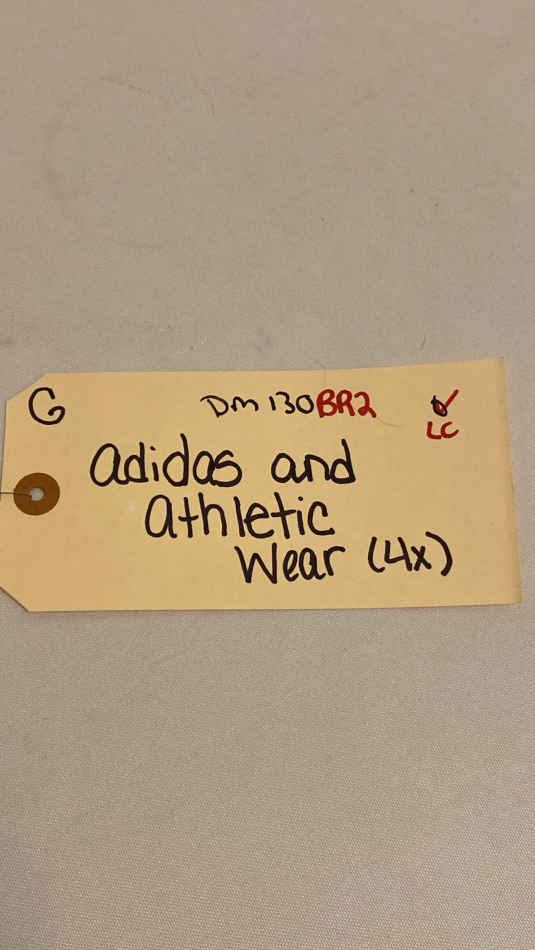 G DM130BR2
LC
adidas and
athletic
Wear (4x)